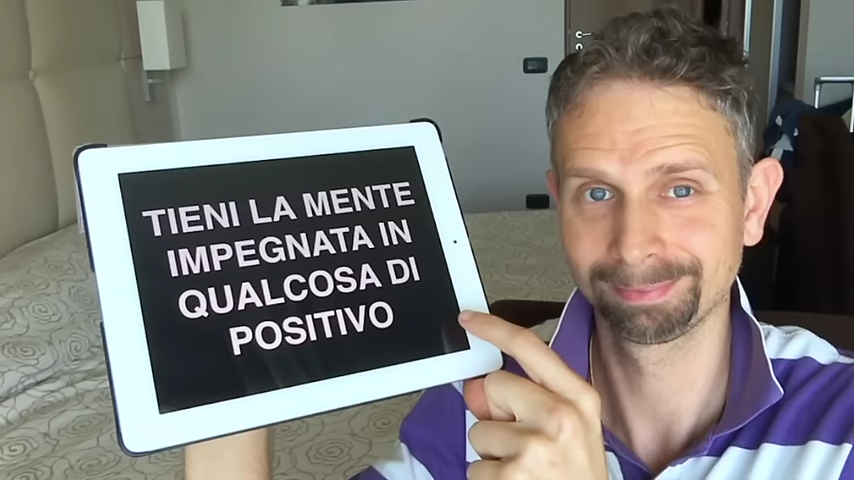 TIENI LA MENTE
IMPEGNATA IN
QUALCOSA DI
POSITIVO